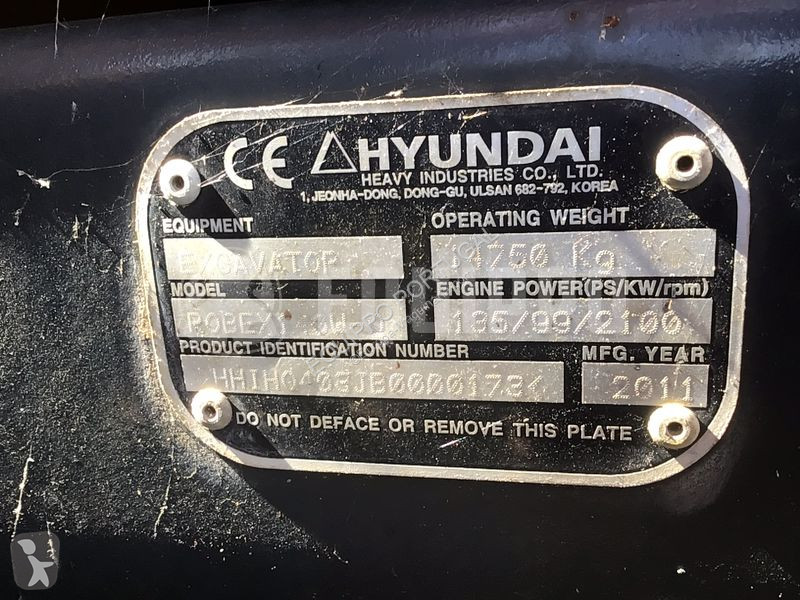 CE HYUNDAI
HEAVY INDUSTRIES CO., LTD.
1, JEONHA-DONG, DONG-GU, ULSAN 682-792, KOREA
EQUIPMENT
OPERATING WEIGHT
EXCAVATOR
14750 Kg
MODEL
ENGINE POWER(PS/KW/rpm)
135/99/2100
PRODUCT IDENTIFICATION NUMBER
MFG. YEAR
2011
DO NOT DEFACE OR REMOVE THIS PLATE